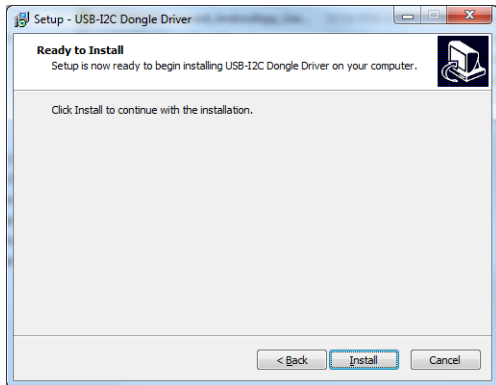 Setup - USB-I2C Dongle Driver
Ready to Install
Setup is now ready to begin installing USB-I2C Dongle Driver on your computer.
Click Install to continue with the installation.
< Back
Install
Cancel